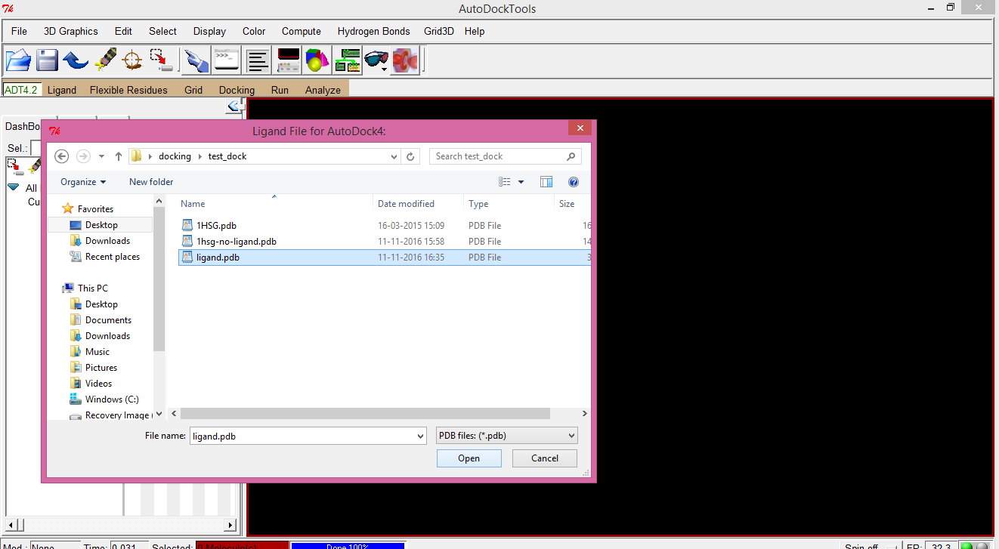 AutoDockTools
File 3D Graphics Edit Select Display Color Compute Hydrogen Bonds Grid3D Help
>>>_
ADT4.2 Ligand Flexible Residues Grid Docking Run Analyze
DashBo
Sel.:
All
Cu
Ligand File for AutoDock4:
docking test_dock
Search test_dock
Organize New folder
Name Date modified Type Size
1HSG.pdb 16-03-2015 15:09 PDB File 16
1hsg-no-ligand.pdb 11-11-2016 15:58 PDB File 14
ligand.pdb 11-11-2016 16:35 PDB File 3
Favorites
Desktop
Downloads
Recent places
This PC
Desktop
Documents
Downloads
Music
Pictures
Videos
Windows (C:)
Recovery Image (
File name: ligand.pdb PDB files: (*.pdb)
Open Cancel
Mod.: None Time: 0.031 Selected: 0 Molecule(s) Done 100% Spin off FR: 32.3